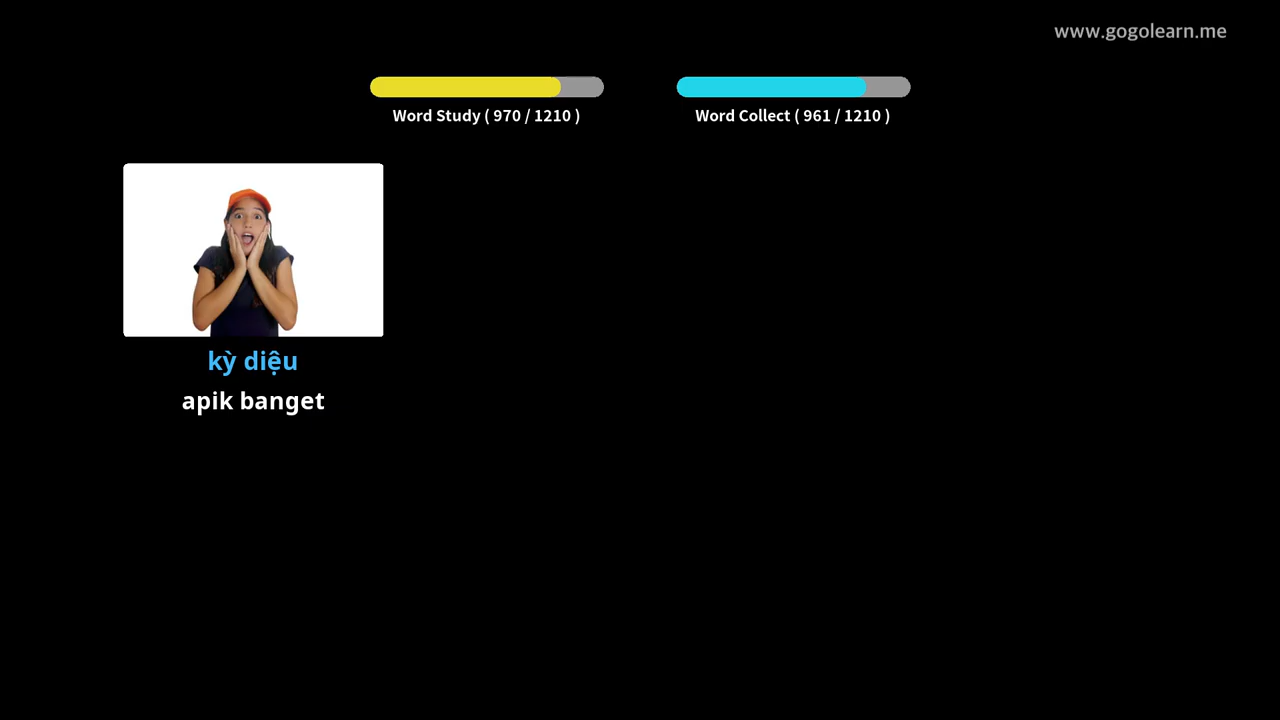 www.gogolearn.me
Word Study ( 970 / 1210 )
Word Collect ( 961 / 1210 )
kỳ diệu
apik banget